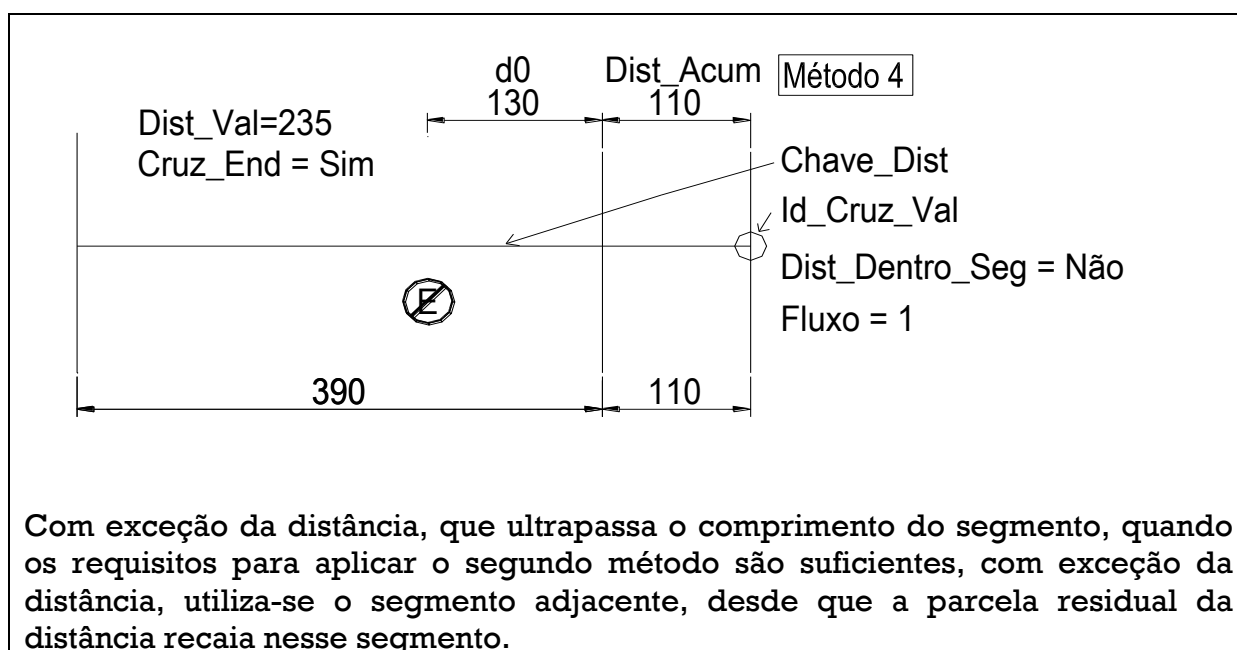 d0 Dist_Acum Método 4
130 110
Dist_Val=235
Cruz_End = Sim
Chave_Dist
Id_Cruz_Val
Dist_Dentro_Seg = Não
Fluxo = 1
E
390 110
Com exceção da distância, que ultrapassa o comprimento do segmento, quando
os requisitos para aplicar o segundo método são suficientes, com exceção da
distância, utiliza-se o segmento adjacente, desde que a parcela residual da
distância recaia nesse segmento.